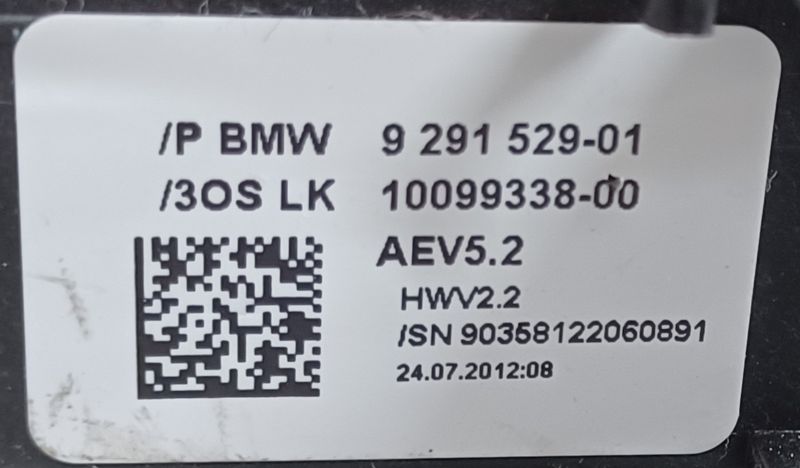 /P BMW 9 291 529-01
/3OS LK 10099338-00
AEV5.2
HWV2.2
/SN 90358122060891
24.07.2012:08